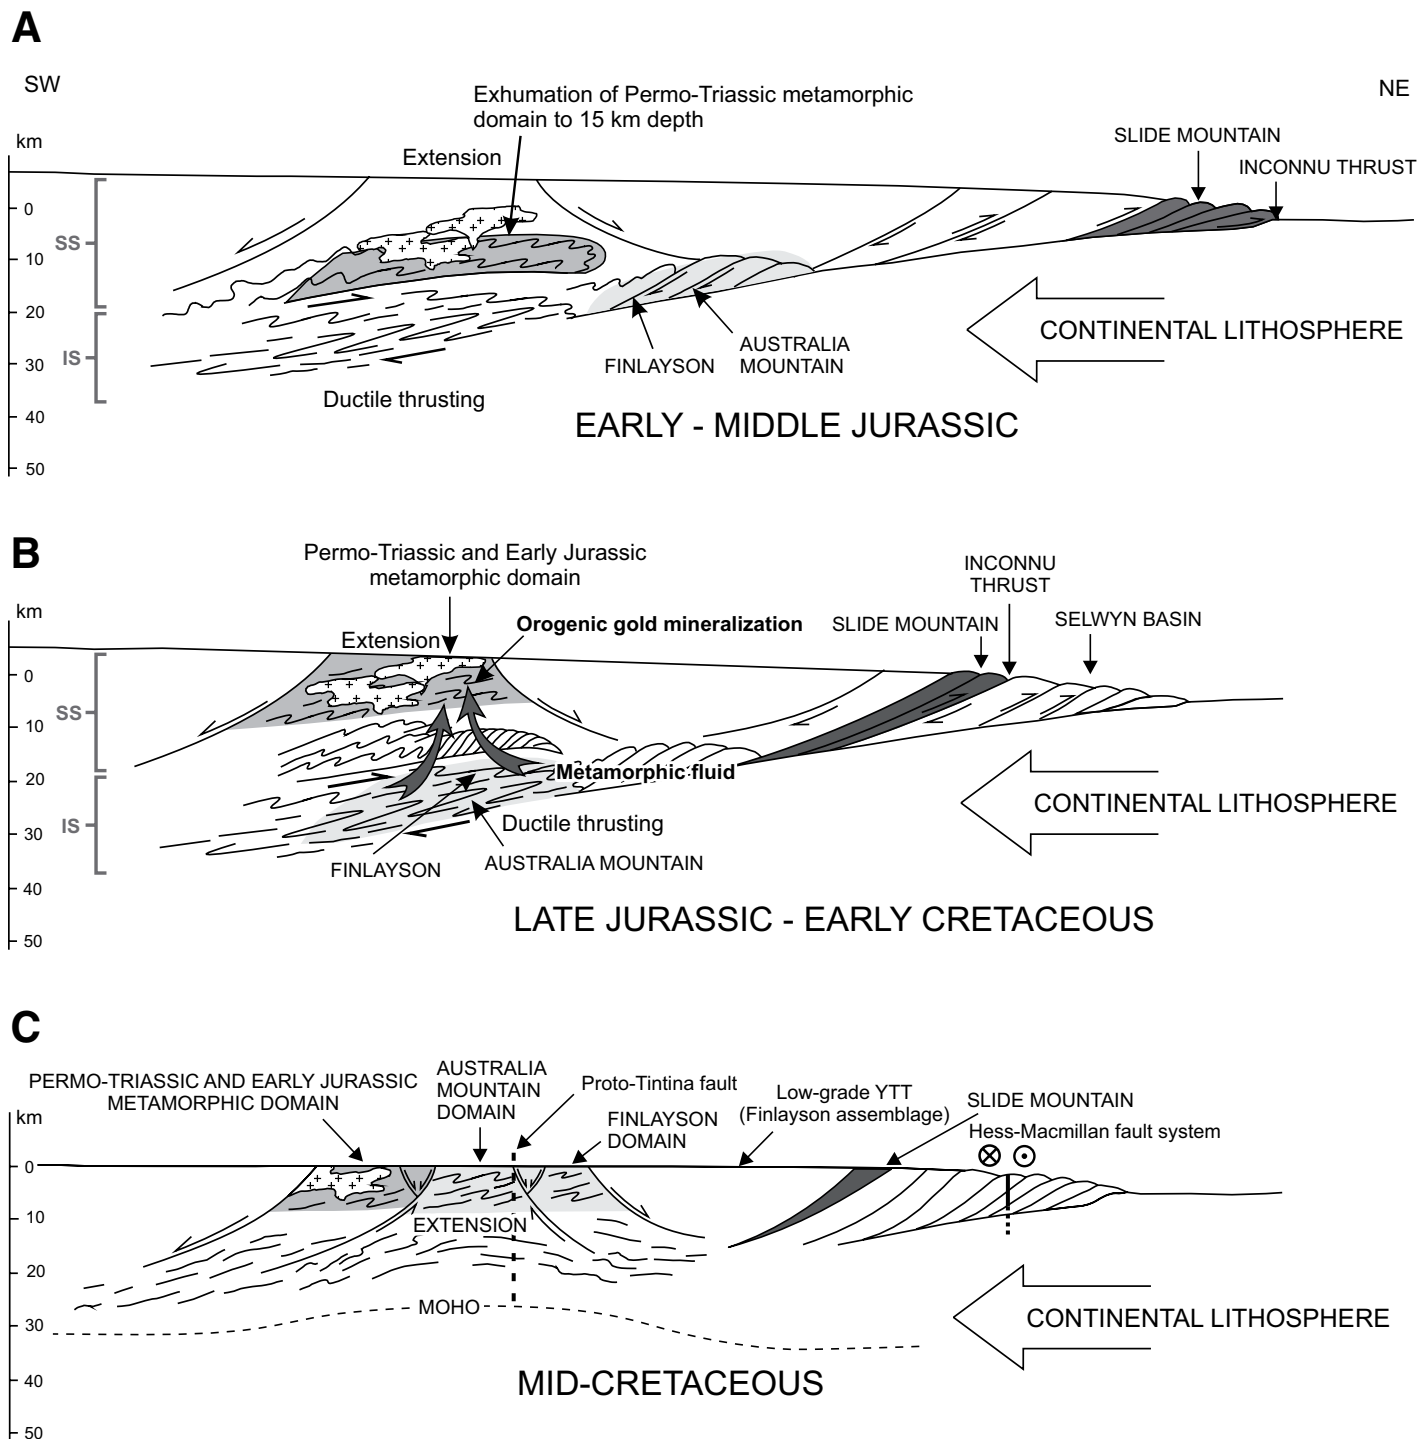 A
SW
NE
Exhumation of Permo-Triassic metamorphic
domain to 15 km depth
km
Extension
SLIDE MOUNTAIN
INCONNU THRUST
0
SS
10
20
IS
30
40
50
FINLAYSON
AUSTRALIA
MOUNTAIN
CONTINENTAL LITHOSPHERE
Ductile thrusting
EARLY - MIDDLE JURASSIC
B
Permo-Triassic and Early Jurassic
metamorphic domain
km
Extension
Orogenic gold mineralization
SLIDE MOUNTAIN
INCONNU
THRUST
SELWYN BASIN
0
SS
10
20
IS
30
40
50
Metamorphic fluid
Ductile thrusting
FINLAYSON
AUSTRALIA MOUNTAIN
CONTINENTAL LITHOSPHERE
LATE JURASSIC - EARLY CRETACEOUS
C
PERMO-TRIASSIC AND EARLY JURASSIC
METAMORPHIC DOMAIN
AUSTRALIA
MOUNTAIN
DOMAIN
Proto-Tintina fault
FINLAYSON
DOMAIN
Low-grade YTT
(Finlayson assemblage)
SLIDE MOUNTAIN
Hess-Macmillan fault system
km
0
10
20
30
40
50
EXTENSION
MOHO
CONTINENTAL LITHOSPHERE
MID-CRETACEOUS